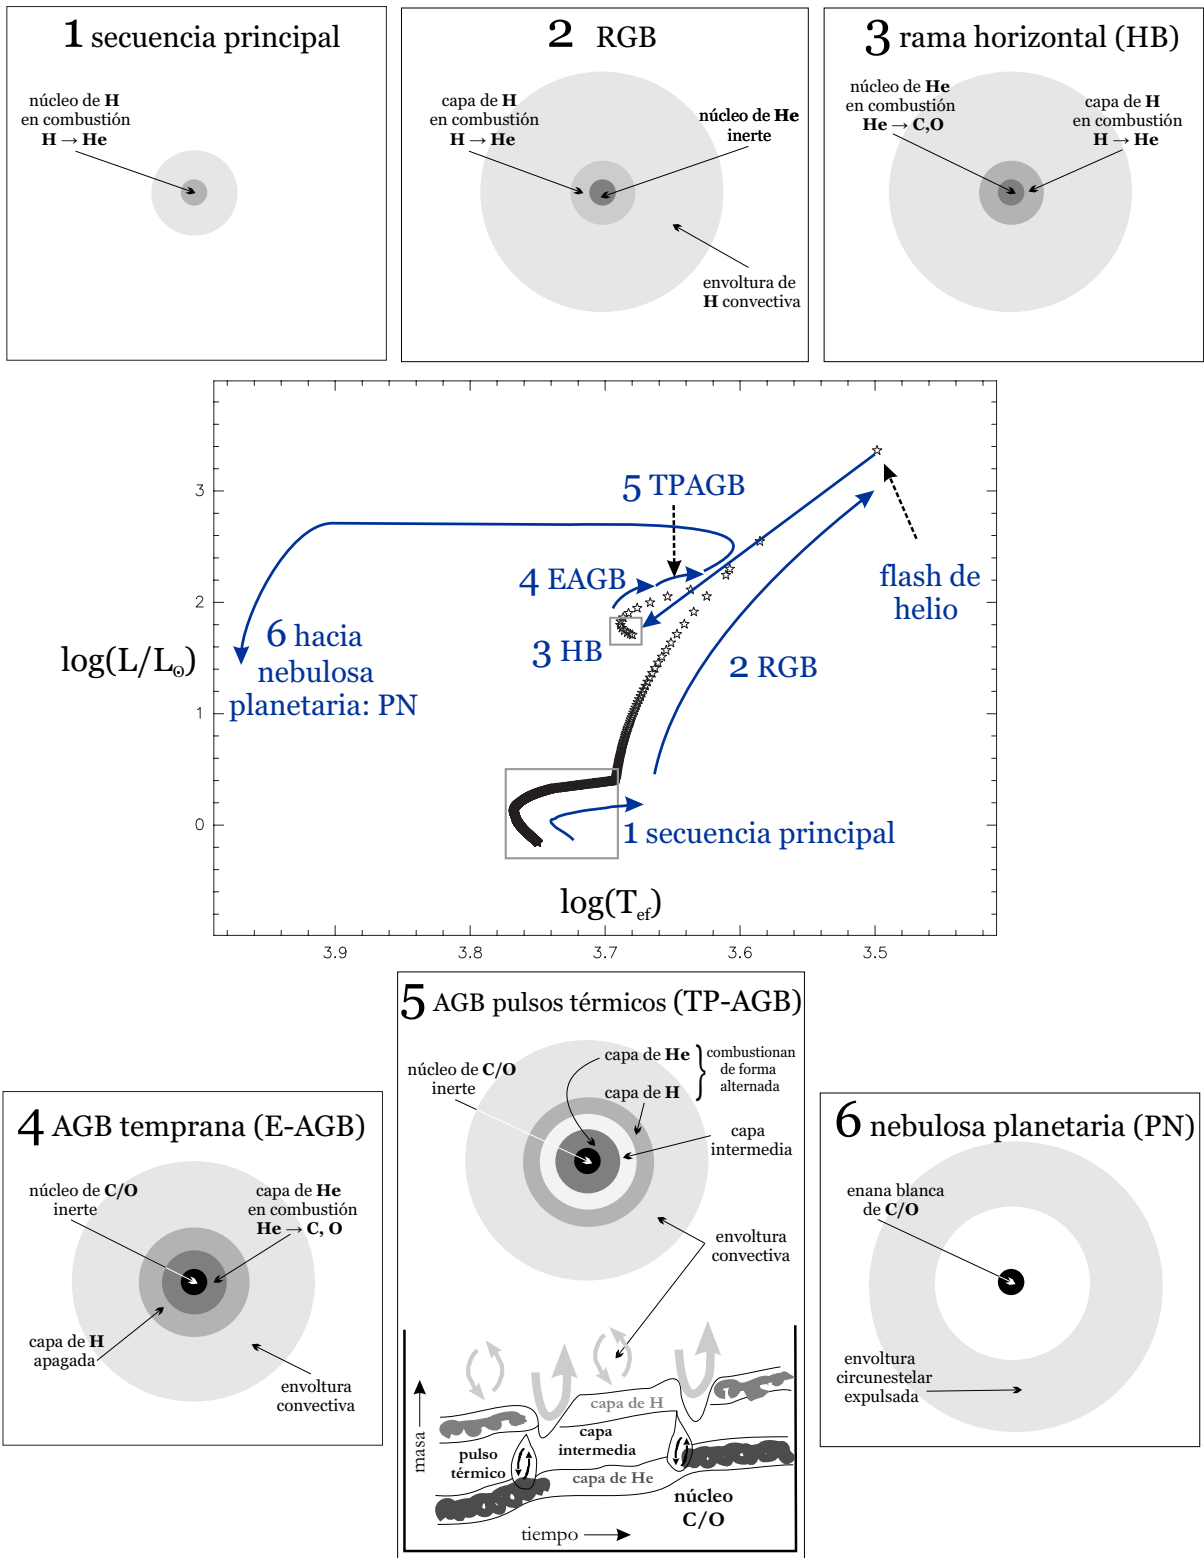 1 secuencia principal
núcleo de H
en combustión
H → He
2 RGB
capa de H
en combustión
H → He
núcleo de He
inerte
envoltura de
H convectiva
3 rama horizontal (HB)
núcleo de He
en combustión
He → C,O
capa de H
en combustión
H → He
log(L/L☉)
3
2
1
0
5 TPAGB
4 EAGB
3 HB
6 hacia
nebulosa
planetaria: PN
flash de
helio
2 RGB
1 secuencia principal
log(Tef)
3.9
3.8
3.7
3.6
3.5
4 AGB temprana (E-AGB)
núcleo de C/O
inerte
capa de He
en combustión
He → C, O
capa de H
apagada
envoltura
convectiva
5 AGB pulsos térmicos (TP-AGB)
núcleo de C/O
inerte
capa de He
capa de H
combustionan
de forma
alternada
capa
intermedia
envoltura
convectiva
masa
capa de H
capa
intermedia
pulso
térmico
capa de He
núcleo
C/O
tiempo
6 nebulosa planetaria (PN)
enana blanca
de C/O
envoltura
circunestelar
expulsada